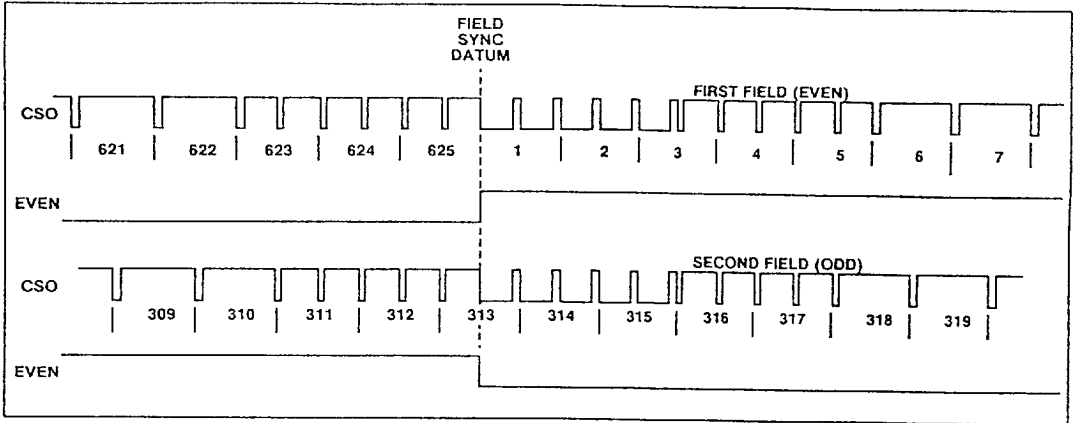 FIELD
SYNC
DATUM
FIRST FIELD (EVEN)
CSO
621 622 623 624 625 1 2 3 4 5 6 7
EVEN
SECOND FIELD (ODD)
CSO
309 310 311 312 313 314 315 316 317 318 319
EVEN